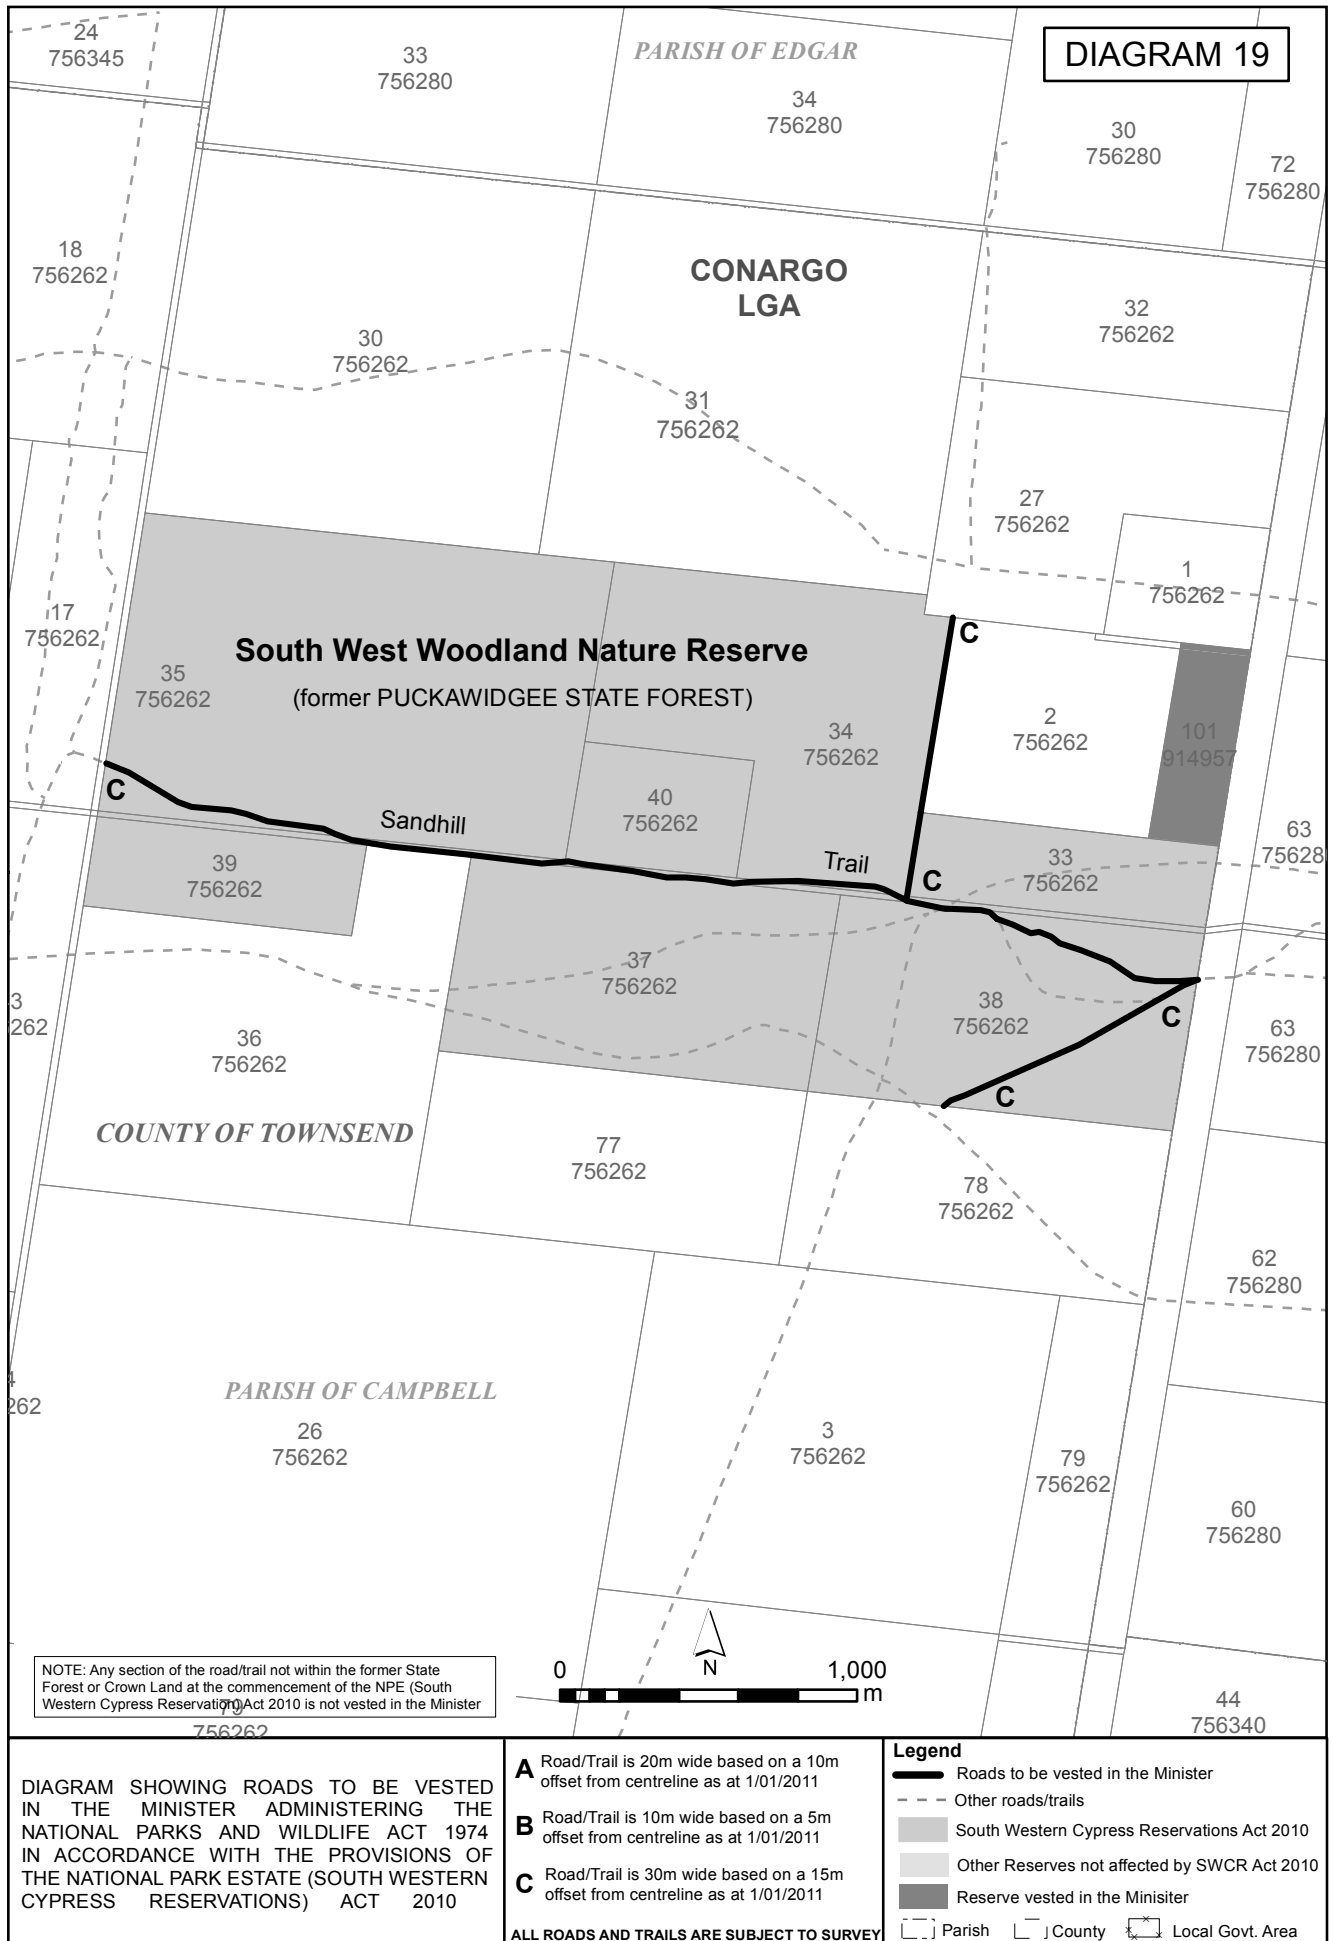 DIAGRAM 19
24
756345
33
756280
PARISH OF EDGAR
34
756280
30
756280
72
756280
18
756262
CONARGO
LGA
30
756262
32
756262
31
756262
27
756262
1
756262
17
756262
South West Woodland Nature Reserve
(former PUCKAWIDGEE STATE FOREST)
C
35
756262
34
756262
2
756262
101
914957
C
40
756262
Sandhill
Trail
63
75628
39
756262
33
756262
C
37
756262
38
756262
C
3
262
36
756262
63
756280
C
COUNTY OF TOWNSEND
77
756262
78
756262
62
756280
262
PARISH OF CAMPBELL
26
756262
3
756262
79
756262
60
756280
NOTE: Any section of the road/trail not within the former State
Forest or Crown Land at the commencement of the NPE (South
Western Cypress Reservation) Act 2010 is not vested in the Minister
79
756262
0 1,000
m
N
44
756340
DIAGRAM SHOWING ROADS TO BE VESTED
IN THE MINISTER ADMINISTERING THE
NATIONAL PARKS AND WILDLIFE ACT 1974
IN ACCORDANCE WITH THE PROVISIONS OF
THE NATIONAL PARK ESTATE (SOUTH WESTERN
CYPRESS RESERVATIONS) ACT 2010
A Road/Trail is 20m wide based on a 10m
offset from centreline as at 1/01/2011
B Road/Trail is 10m wide based on a 5m
offset from centreline as at 1/01/2011
C Road/Trail is 30m wide based on a 15m
offset from centreline as at 1/01/2011
ALL ROADS AND TRAILS ARE SUBJECT TO SURVEY
Legend
Roads to be vested in the Minister
Other roads/trails
South Western Cypress Reservations Act 2010
Other Reserves not affected by SWCR Act 2010
Reserve vested in the Minisiter
Parish County Local Govt. Area